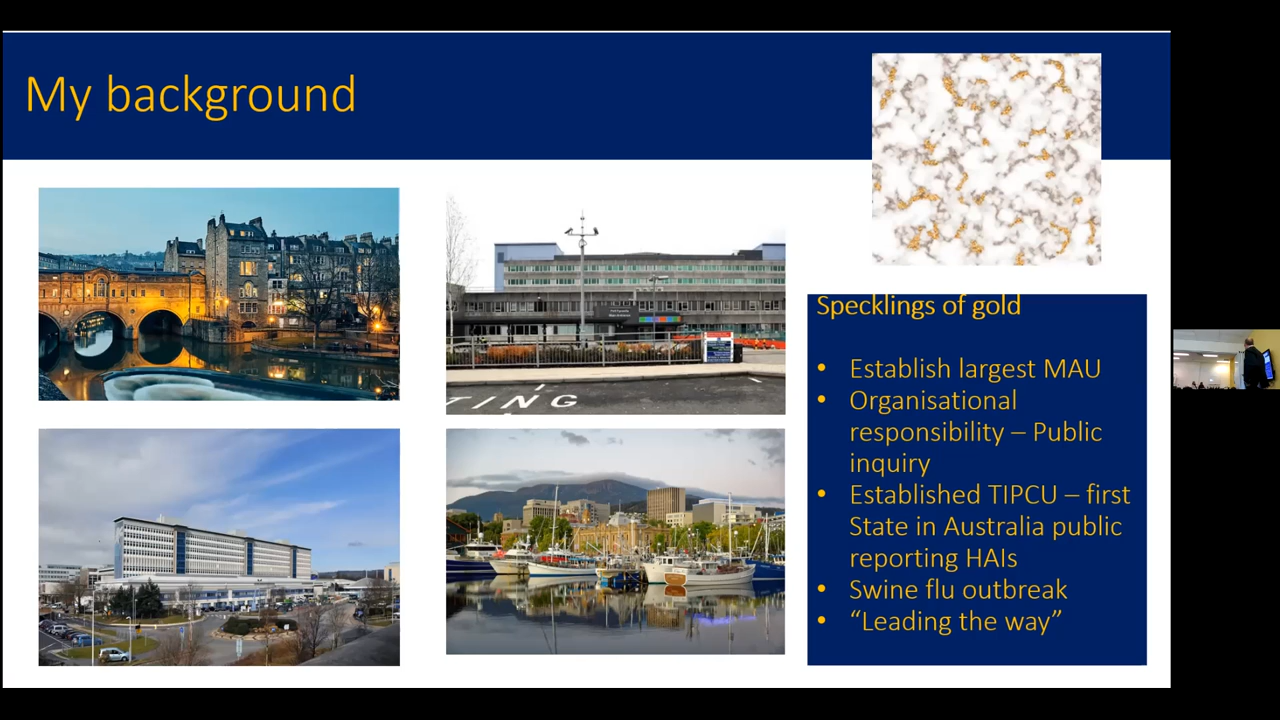 My background
TING
Specklings of gold
• Establish largest MAU
• Organisational
responsibility – Public
inquiry
• Established TIPCU – first
State in Australia public
reporting HAIs
• Swine flu outbreak
• “Leading the way”